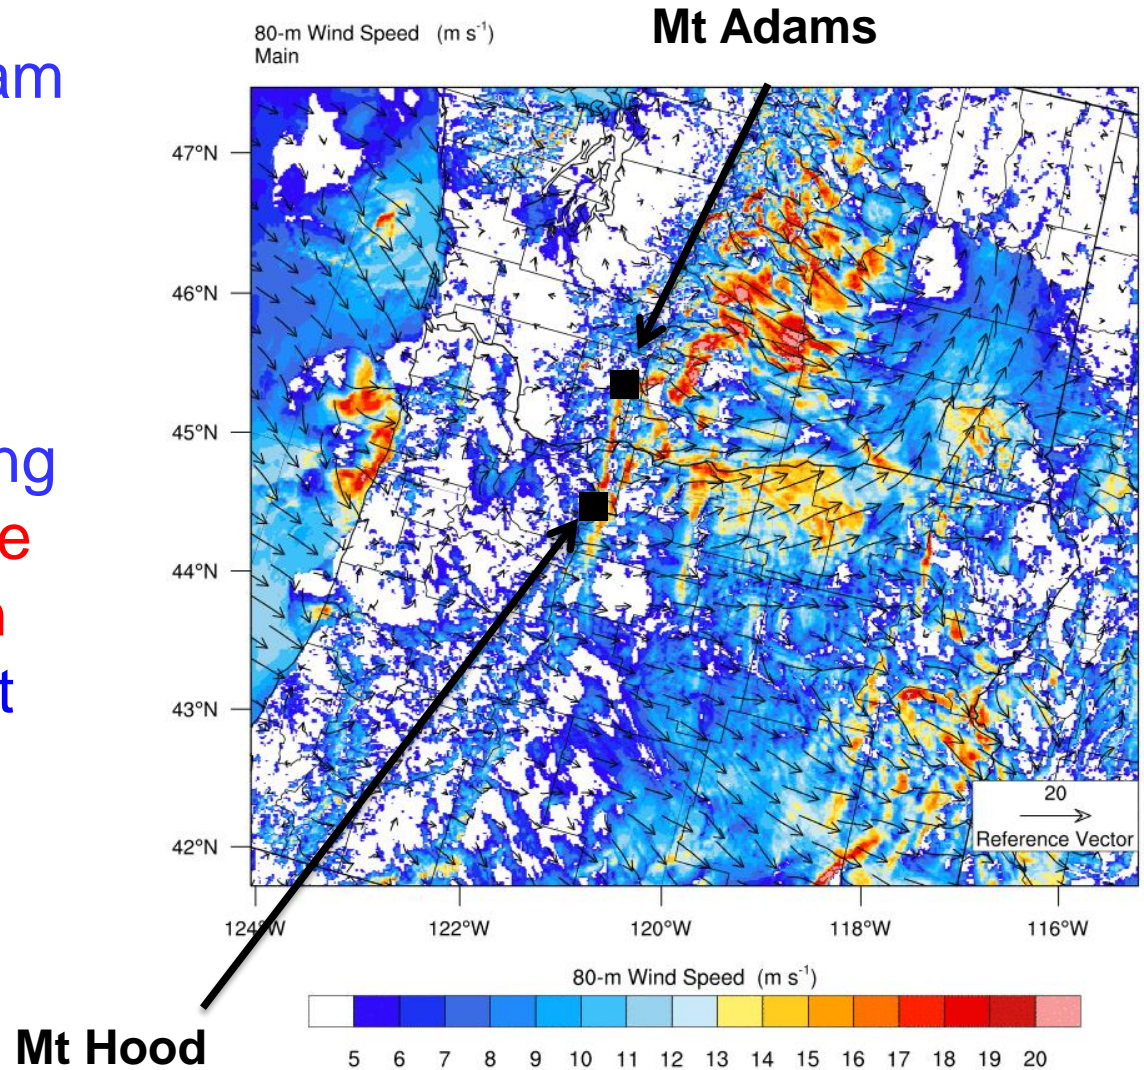 Mt Adams
80-m Wind Speed (m s-1)
Main
am
ng
e
n
t
47°N
46°N
45°N
44°N
43°N
42°N
20
Reference Vector
124°W 122°W 120°W 118°W 116°W
80-m Wind Speed (m s-1)
5 6 7 8 9 10 11 12 13 14 15 16 17 18 19 20
Mt Hood